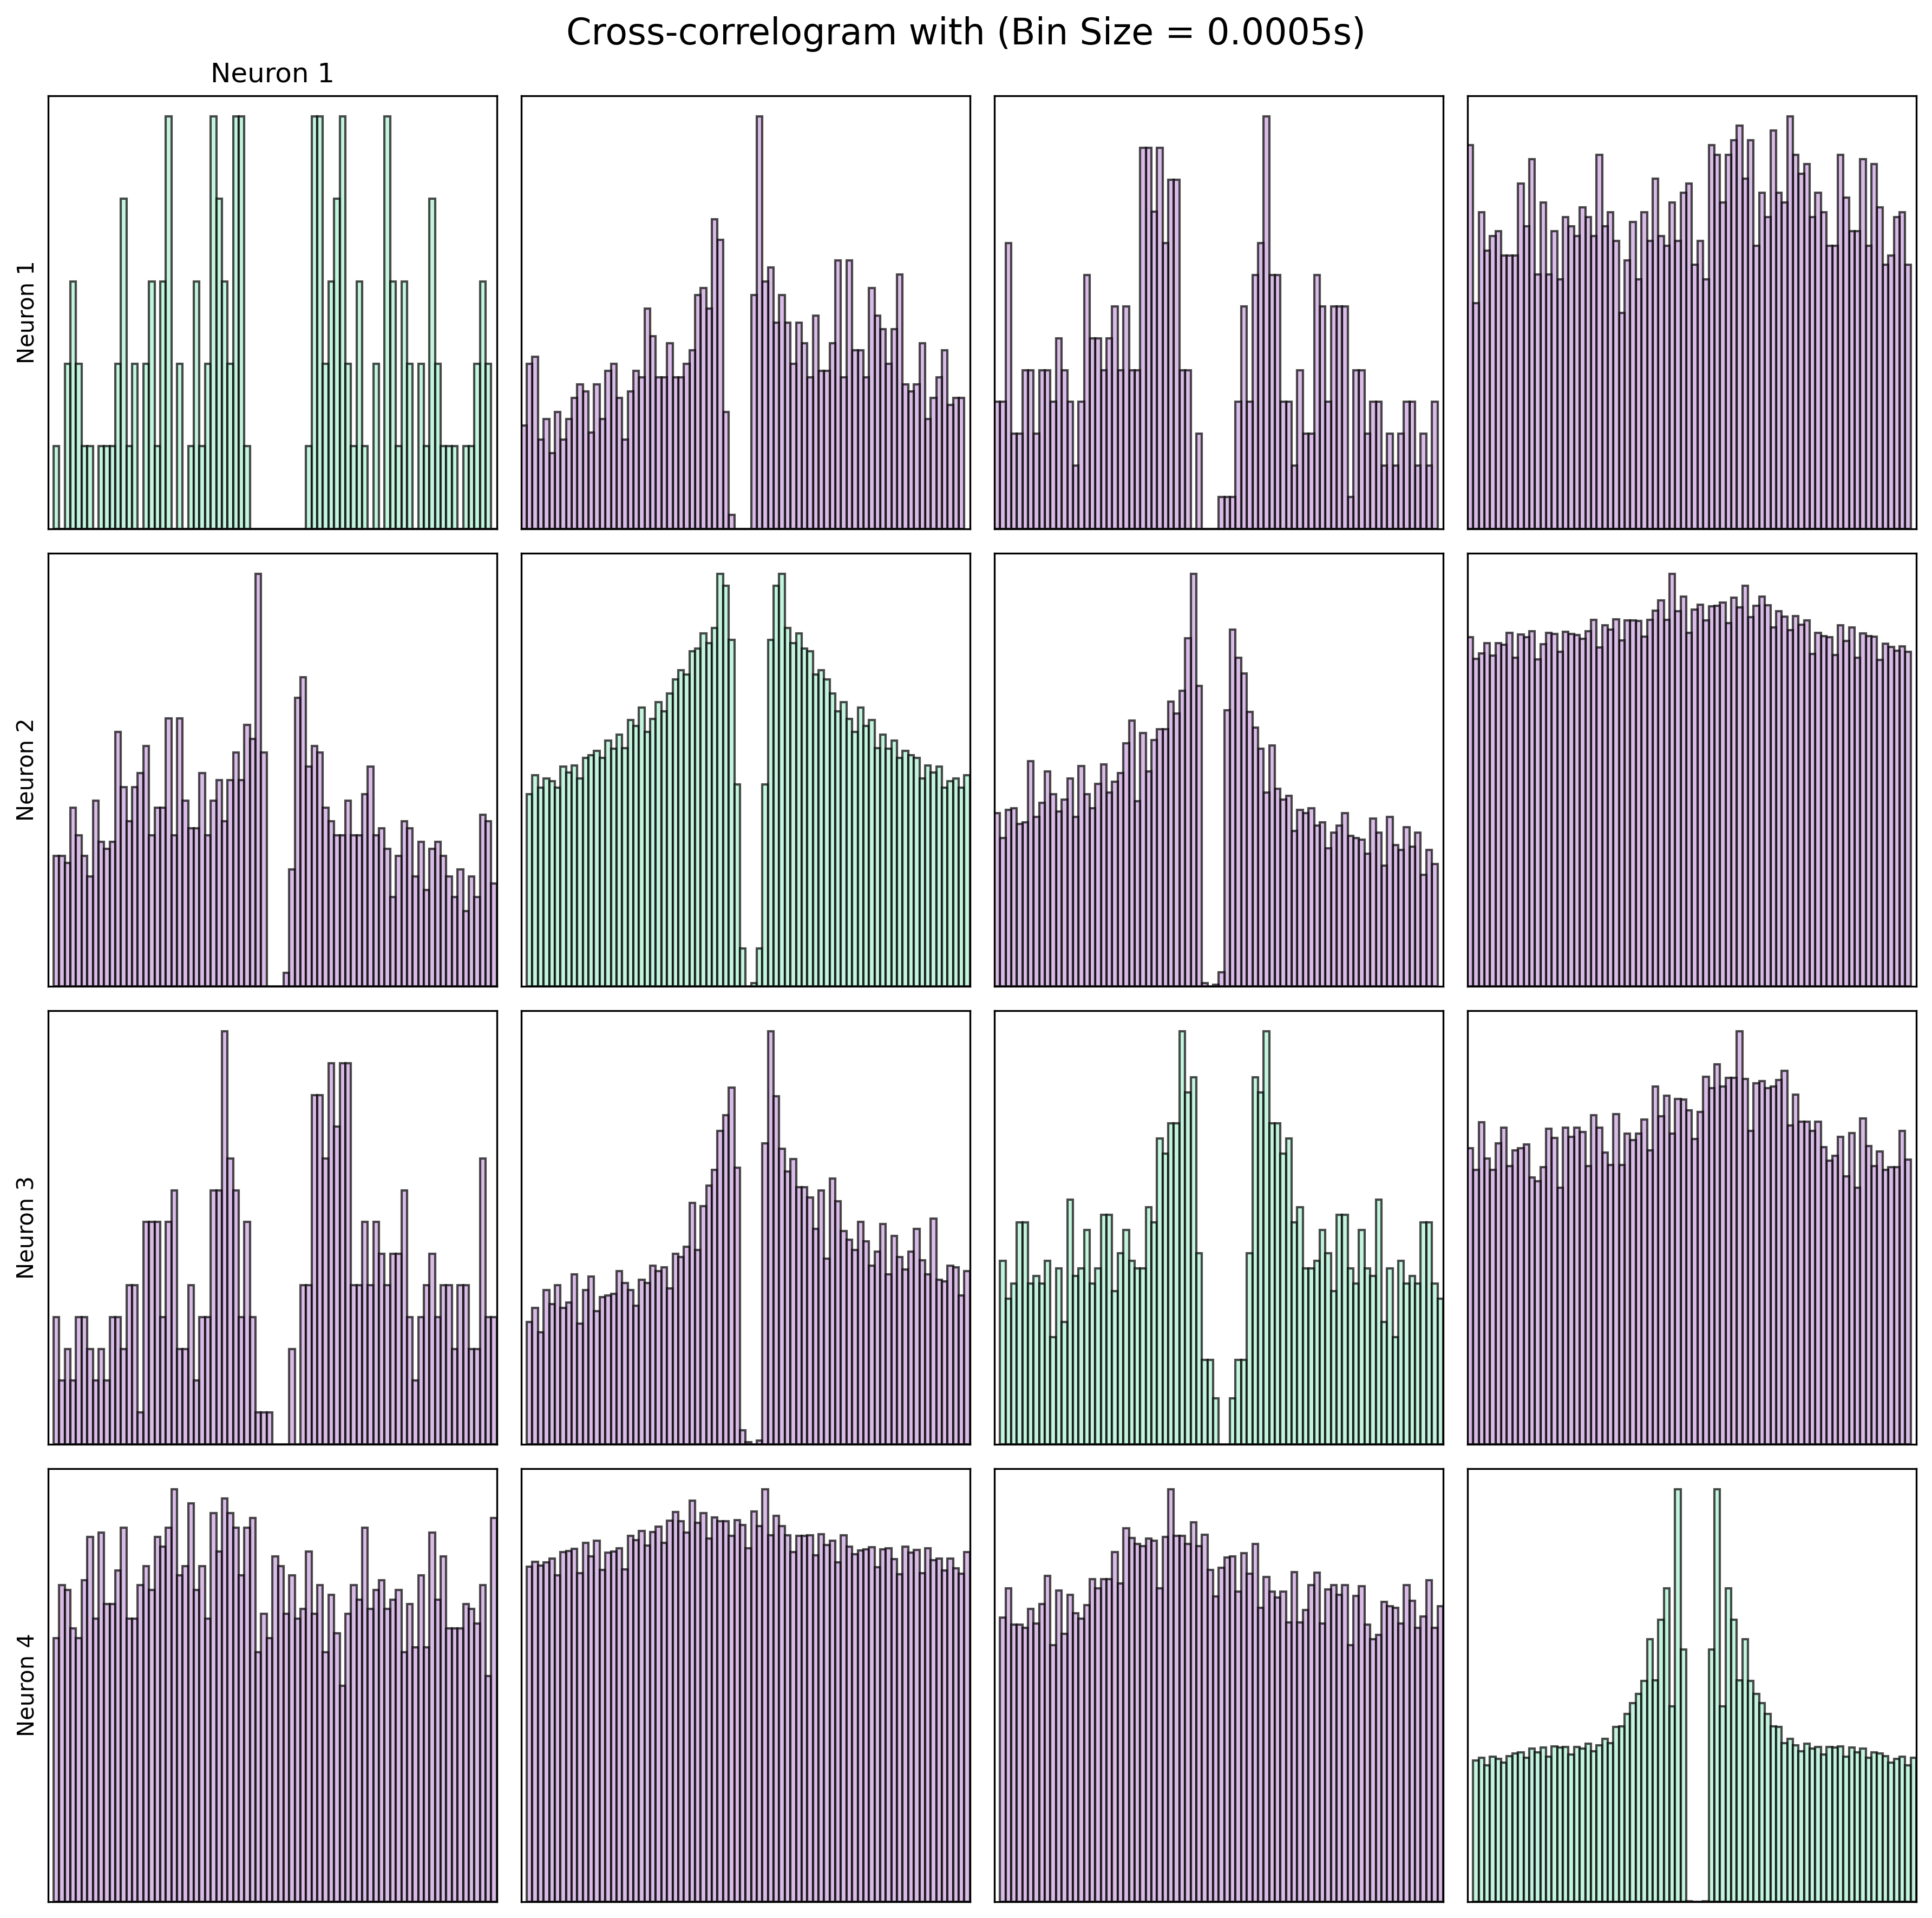 Cross-correlogram with (Bin Size = 0.0005s)
Neuron 1
Neuron 1
Neuron 2
Neuron 3
Neuron 4